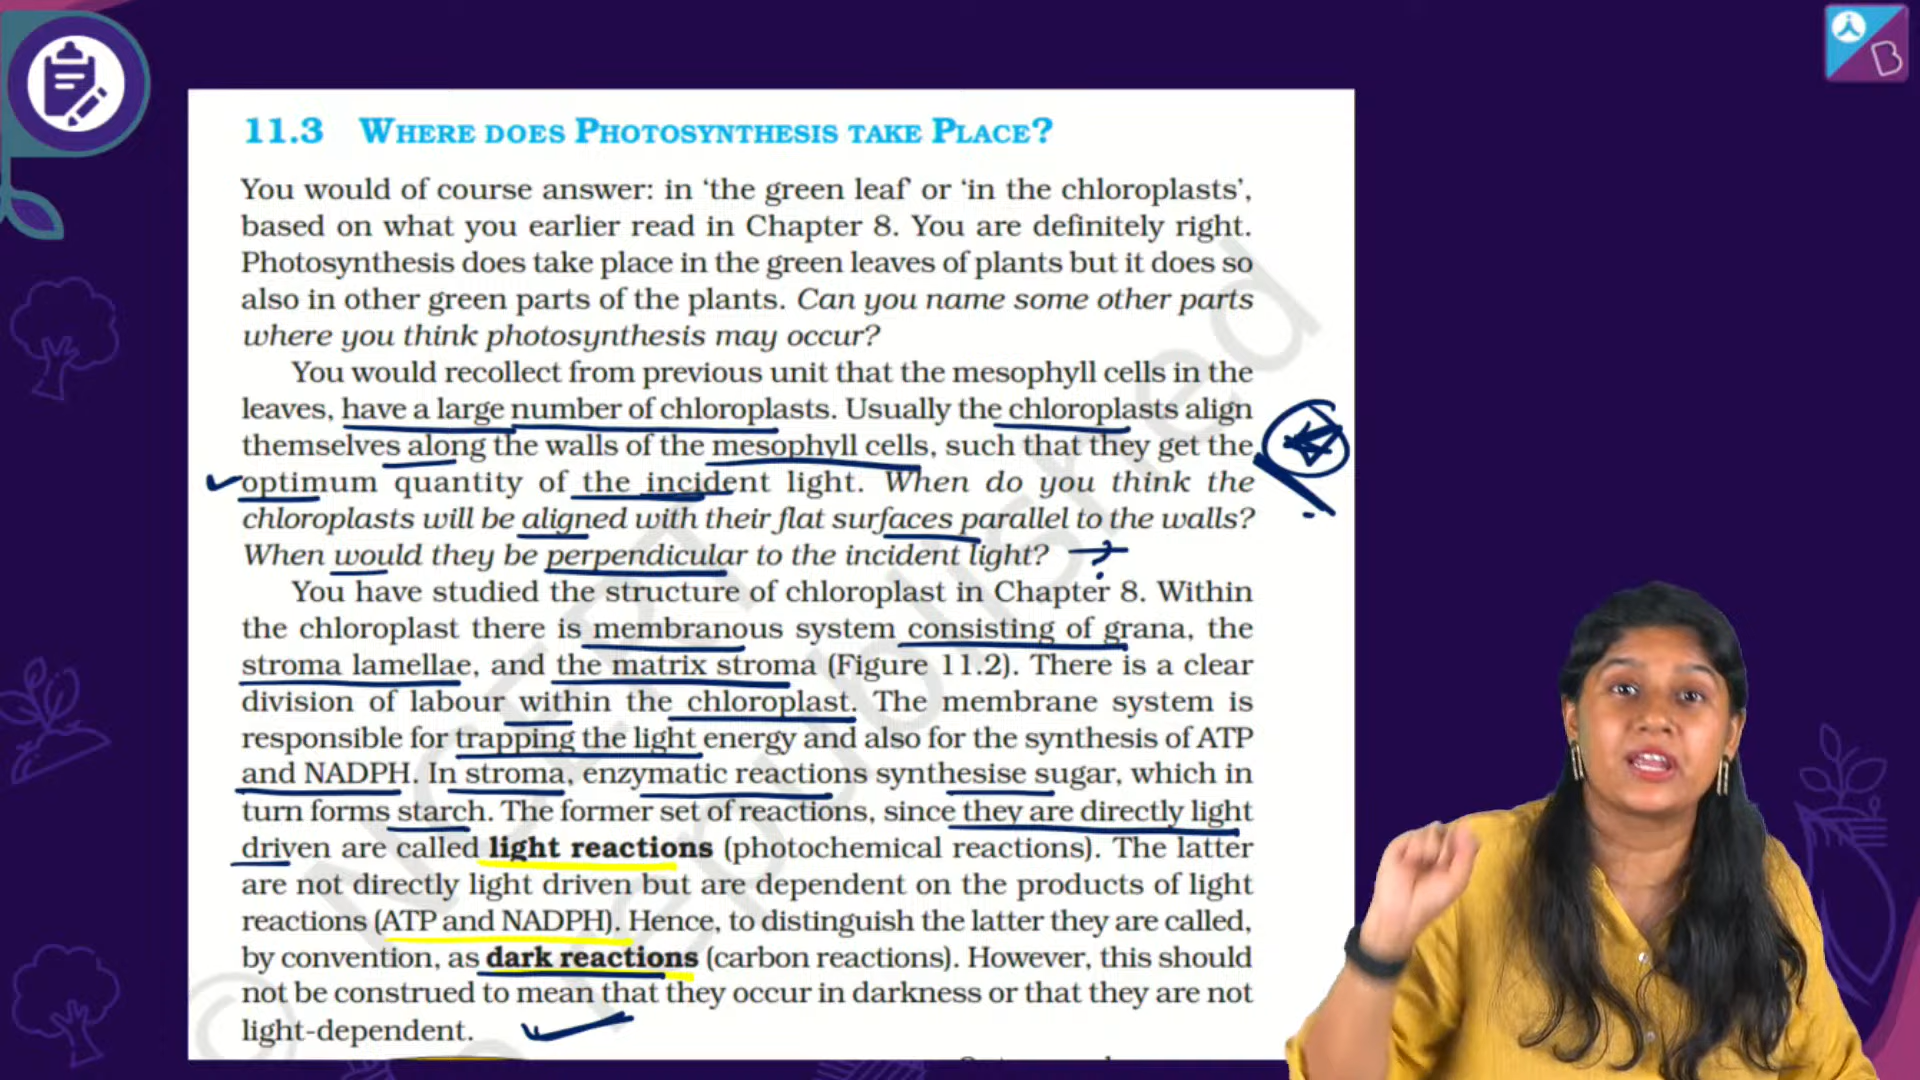 11.3 WHERE DOES PHOTOSYNTHESIS TAKE PLACE?
You would of course answer: in ‘the green leaf’ or ‘in the chloroplasts’,
based on what you earlier read in Chapter 8. You are definitely right.
Photosynthesis does take place in the green leaves of plants but it does so
also in other green parts of the plants. Can you name some other parts
where you think photosynthesis may occur?
You would recollect from previous unit that the mesophyll cells in the
leaves, have a large number of chloroplasts. Usually the chloroplasts align
themselves along the walls of the mesophyll cells, such that they get the
optimum quantity of the incident light. When do you think the
chloroplasts will be aligned with their flat surfaces parallel to the walls?
When would they be perpendicular to the incident light?
You have studied the structure of chloroplast in Chapter 8. Within
the chloroplast there is membranous system consisting of grana, the
stroma lamellae, and the matrix stroma (Figure 11.2). There is a clear
division of labour within the chloroplast. The membrane system is
responsible for trapping the light energy and also for the synthesis of ATP
and NADPH. In stroma, enzymatic reactions synthesise sugar, which in
turn forms starch. The former set of reactions, since they are directly light
driven are called light reactions (photochemical reactions). The latter
are not directly light driven but are dependent on the products of light
reactions (ATP and NADPH). Hence, to distinguish the latter they are called,
by convention, as dark reactions (carbon reactions). However, this should
not be construed to mean that they occur in darkness or that they are not
light-dependent.
© NCERT
republished
B